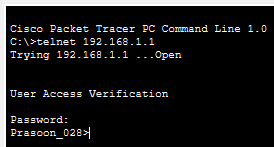 Cisco Packet Tracer PC Command Line 1.0
C:\>telnet 192.168.1.1
Trying 192.168.1.1 ...Open
User Access Verification
Password:
Prasoon_028>